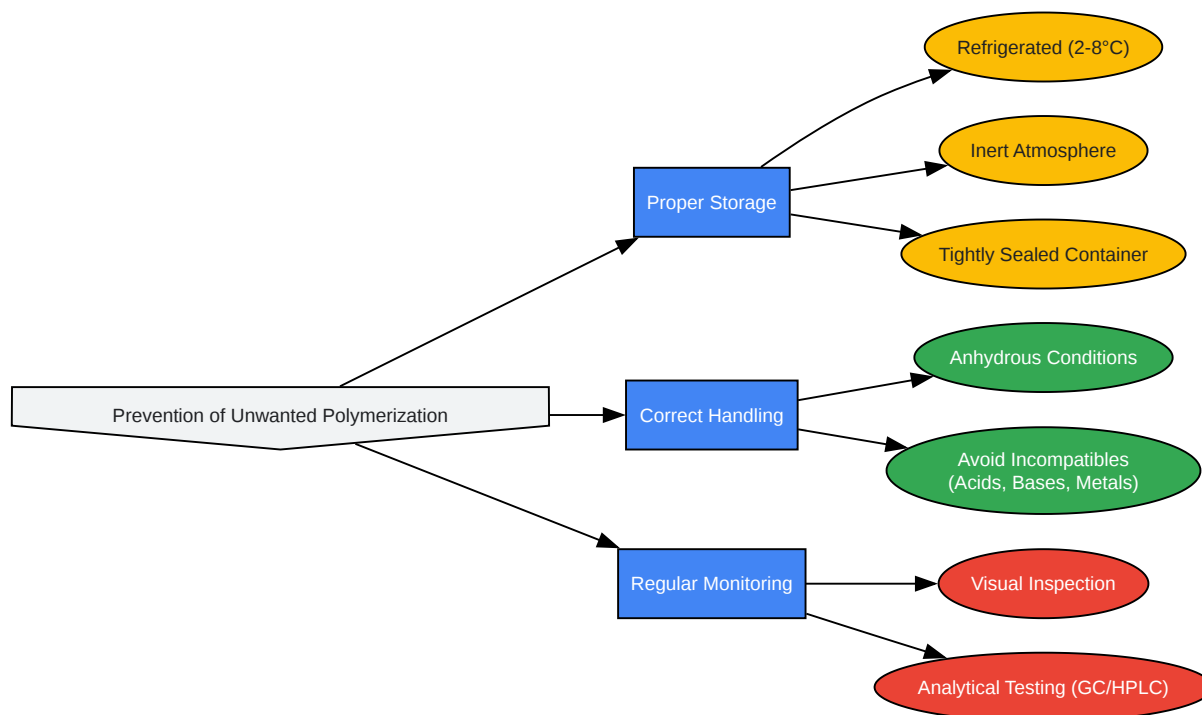 Prevention of Unwanted Polymerization
Proper Storage
Refrigerated (2-8°C)
Inert Atmosphere
Tightly Sealed Container
Correct Handling
Anhydrous Conditions
Avoid Incompatibles
(Acids, Bases, Metals)
Regular Monitoring
Visual Inspection
Analytical Testing (GC/HPLC)